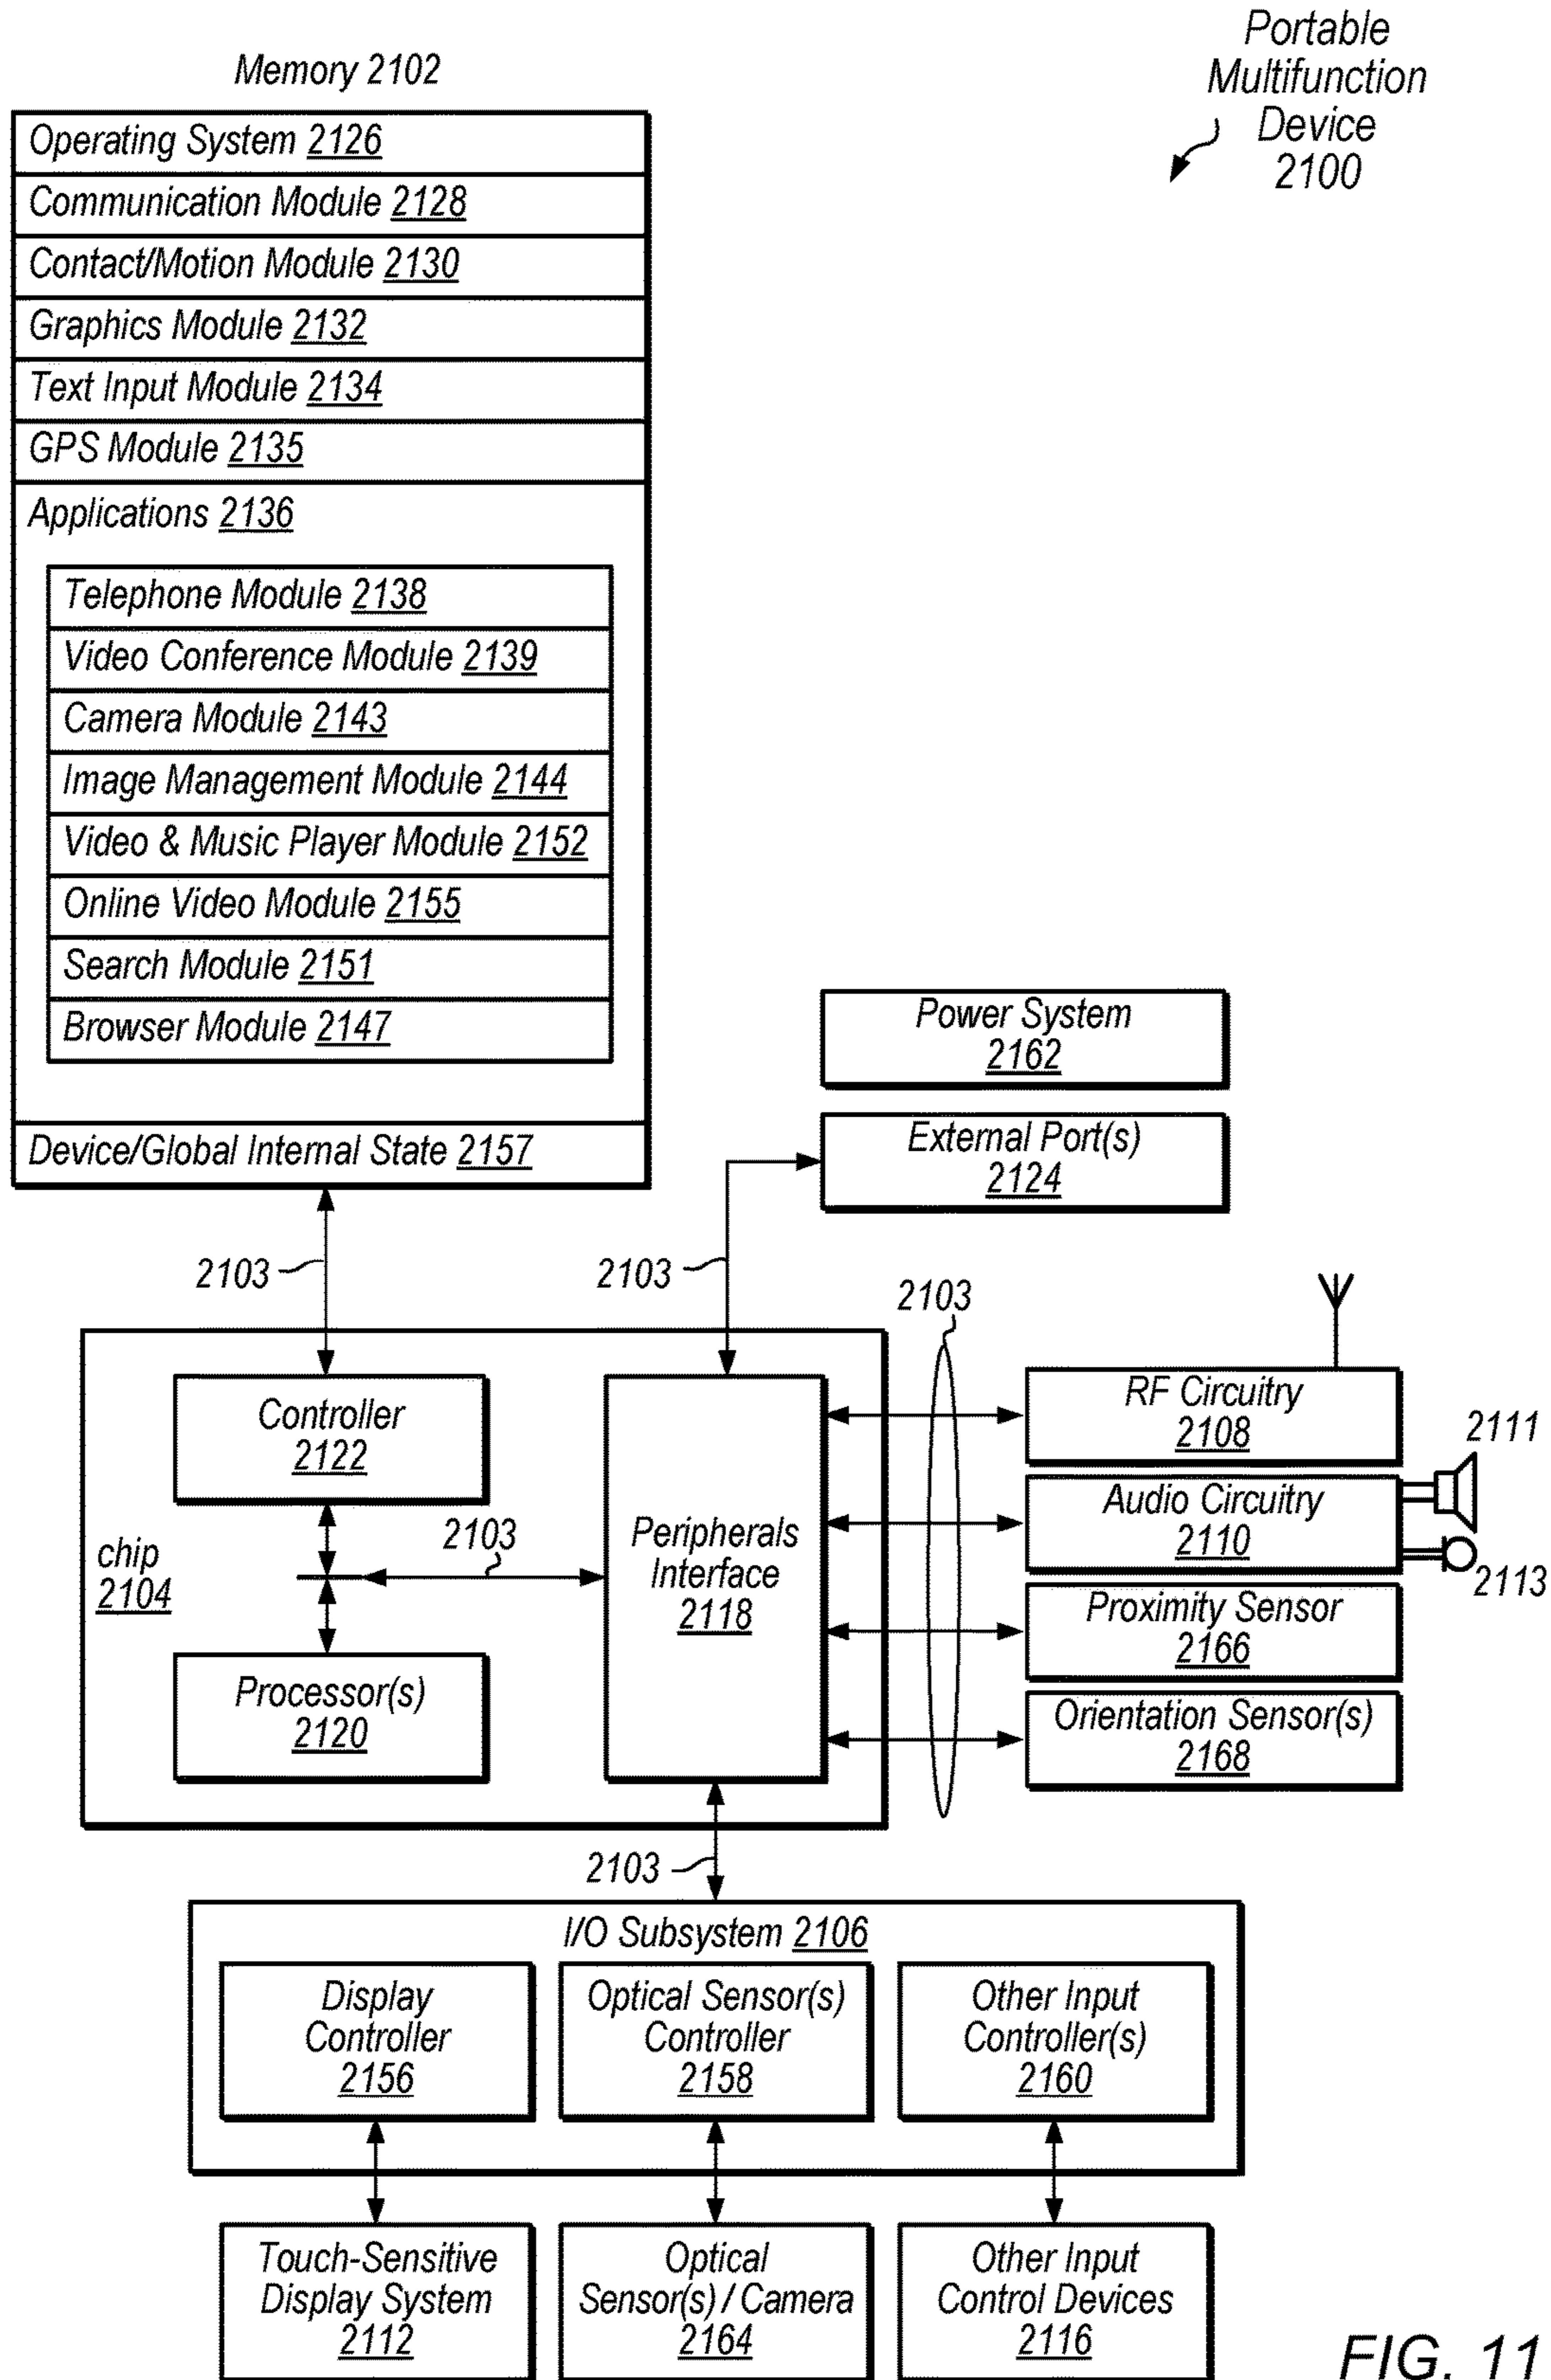 Portable
Multifunction
Device
2100
Memory 2102
Operating System 2126
Communication Module 2128
Contact/Motion Module 2130
Graphics Module 2132
Text Input Module 2134
GPS Module 2135
Applications 2136
Telephone Module 2138
Video Conference Module 2139
Camera Module 2143
Image Management Module 2144
Video & Music Player Module 2152
Online Video Module 2155
Search Module 2151
Browser Module 2147
Device/Global Internal State 2157
Power System
2162
External Port(s)
2124
2103
2103
2103
chip
2104
Controller
2122
2103
Processor(s)
2120
Peripherals
Interface
2118
RF Circuitry
2108
Audio Circuitry
2110
2111
2113
Proximity Sensor
2166
Orientation Sensor(s)
2168
2103
I/O Subsystem 2106
Display
Controller
2156
Optical Sensor(s)
Controller
2158
Other Input
Controller(s)
2160
Touch-Sensitive
Display System
2112
Optical
Sensor(s) / Camera
2164
Other Input
Control Devices
2116
FIG. 11